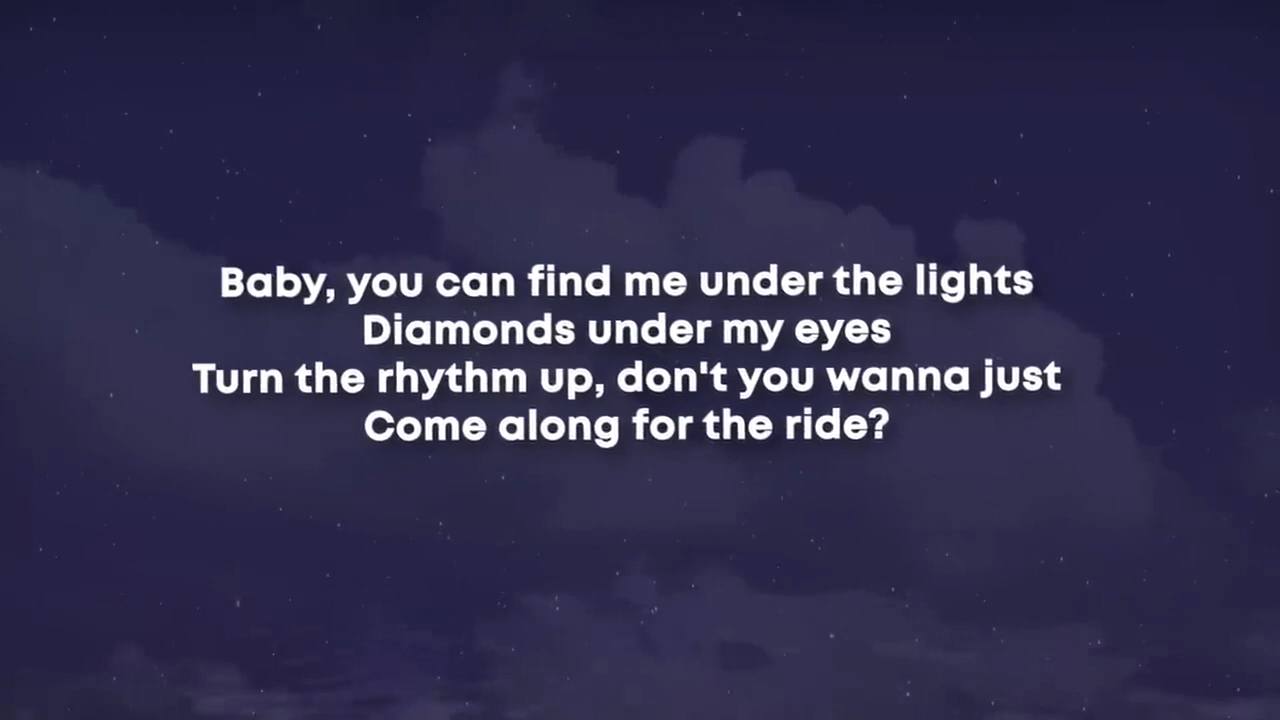 Baby, you can find me under the lights
Diamonds under my eyes
Turn the rhythm up, don't you wanna just
Come along for the ride?